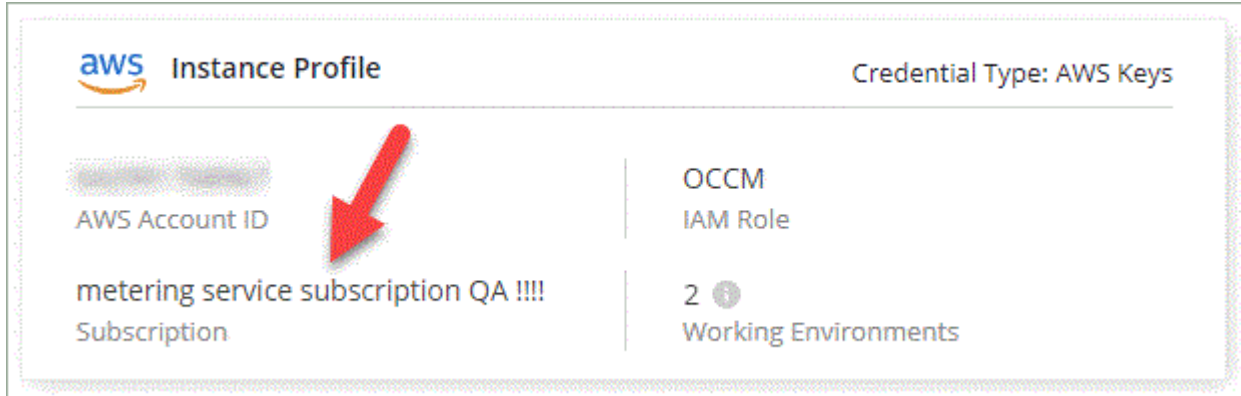 aws Instance Profile
Credential Type: AWS Keys
AWS Account ID
OCCM
IAM Role
metering service subscription QA !!!!
Subscription
2
Working Environments